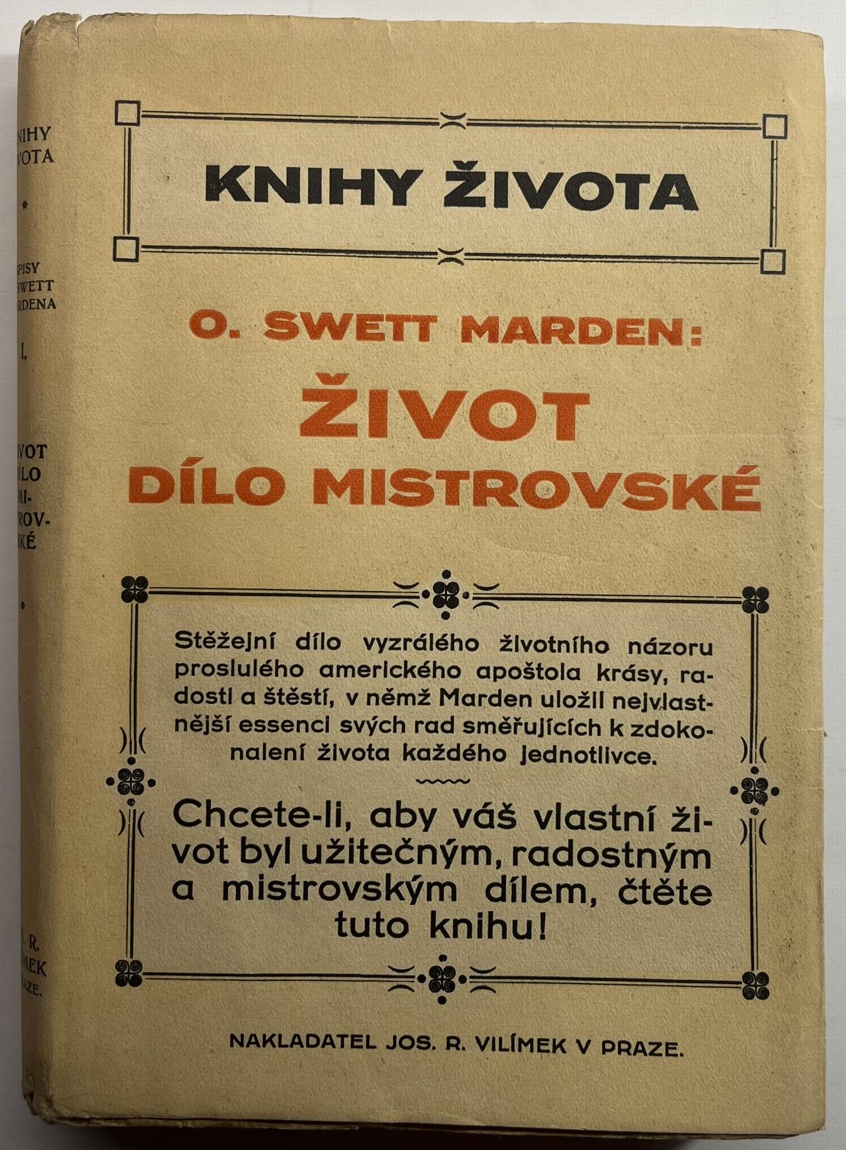 KNIHY ŽIVOTA
O. SWETT MARDEN:
ŽIVOT
DÍLO MISTROVSKÉ
Stěžejní dílo vyzrálého životního názoru
proslulého amerického apoštola krásy, ra-
dosti a štěstí, v němž Marden uložil nejvlast-
nější essenci svých rad směřujících k zdoko-
nalení života každého jednotlivce.
Chcete-li, aby váš vlastní ži-
vot byl užitečným, radostným
a mistrovským dílem, čtěte
tuto knihu!
NAKLADATEL JOS. R. VILÍMEK V PRAZE.